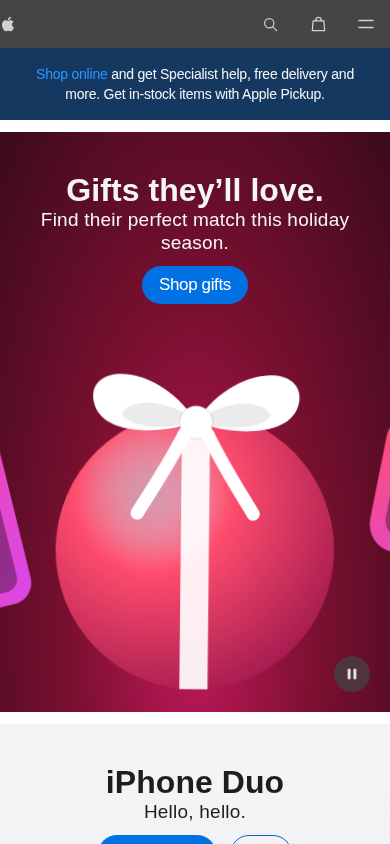 Shop online and get Specialist help, free delivery and
more. Get in-stock items with Apple Pickup.
Gifts they’ll love.
Find their perfect match this holiday
season.
Shop gifts
iPhone Duo
Hello, hello.